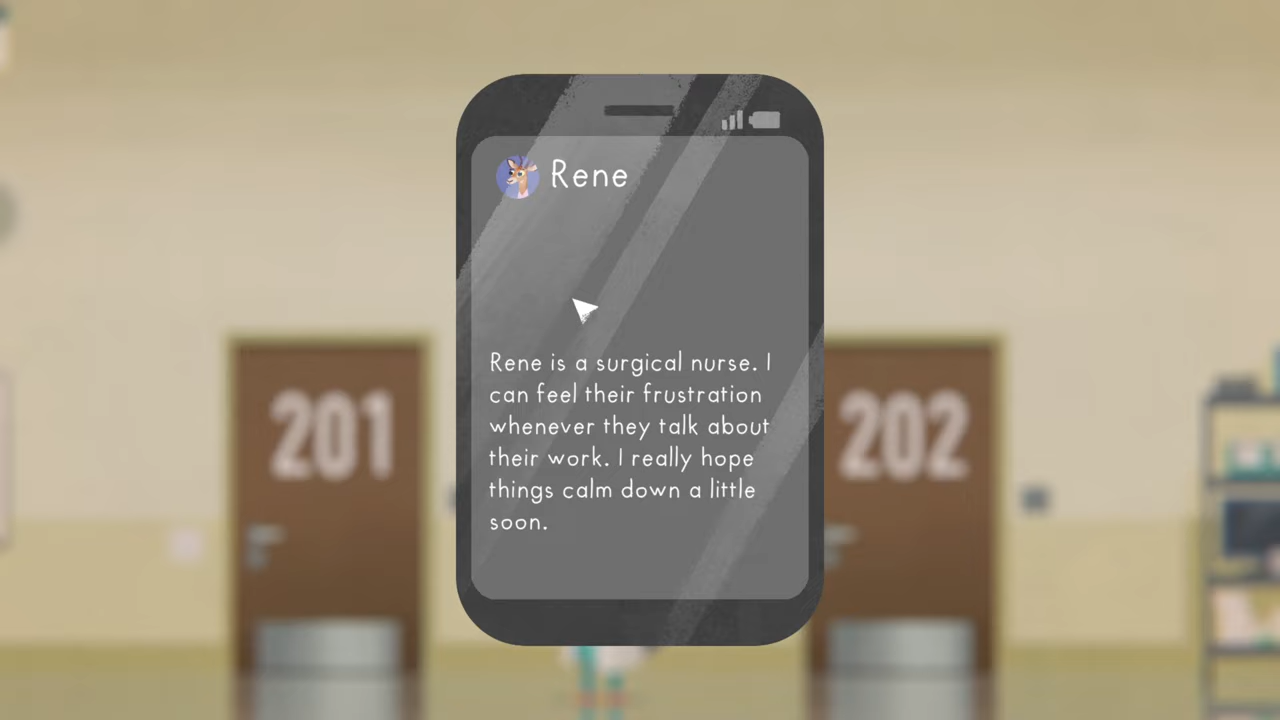 Rene
Rene is a surgical nurse. I
can feel their frustration
whenever they talk about
their work. I really hope
things calm down a little
soon.
201
202